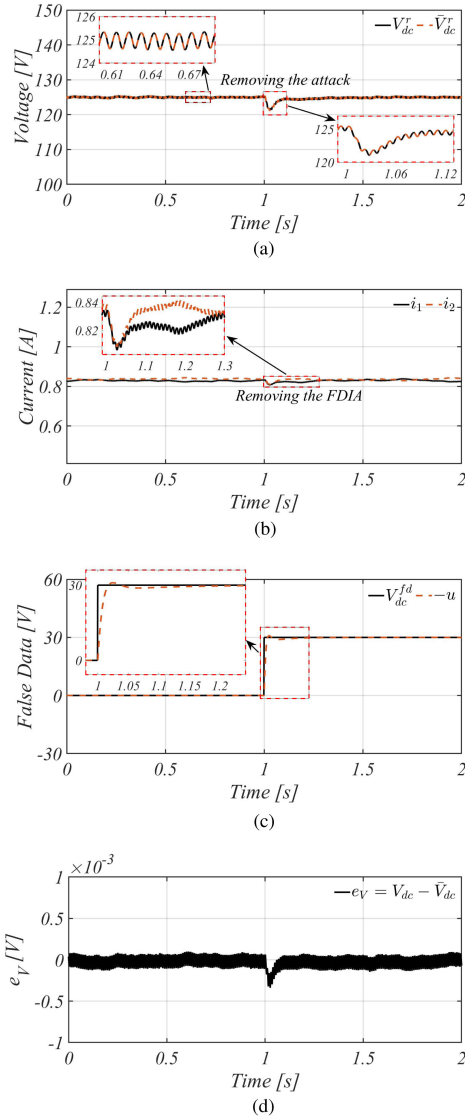 150
140
130
120
110
100
Voltage [V]
126
125
124
0.61 0.64 0.67
V^r_dc V̄^r_dc
Removing the attack
125
120
1 1.06 1.12
0 0.5 1 1.5 2
Time [s]
(a)
1.2
1
0.8
0.6
Current [A]
0.84
0.82
1 1.1 1.2 1.3
i_1 i_2
Removing the FDIA
0 0.5 1 1.5 2
Time [s]
(b)
60
30
0
-30
False Data [V]
30
0
1 1.05 1.1 1.15 1.2
V^fd_dc -u
0 0.5 1 1.5 2
Time [s]
(c)
×10^-3
1
0.5
0
-0.5
-1
e_V [V]
e_V = V_dc − V̄_dc
0 0.5 1 1.5 2
Time [s]
(d)